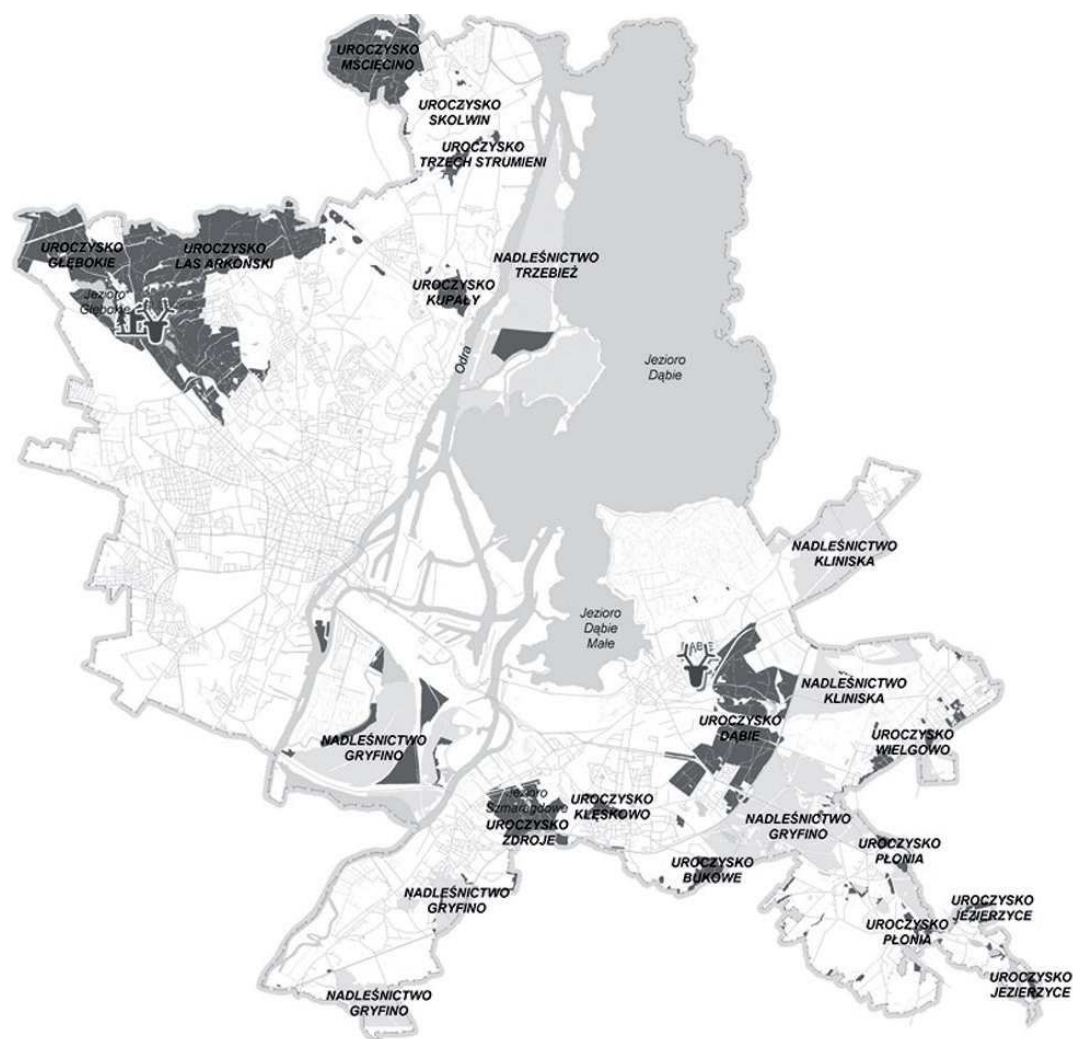 UROCZYSKO
MŚCIĘCINO
UROCZYSKO
SKOLWIN
UROCZYSKO
TRZECH STRUMIENI
UROCZYSKO
GŁĘBOKIE
UROCZYSKO
LAS ARKOŃSKI
NADLEŚNICTWO
TRZEBIEŻ
Jezioro
Głębokie
UROCZYSKO
KUPAŁY
Odra
Jezioro
Dąbie
NADLEŚNICTWO
KLINISKA
Jezioro
Dąbie
Małe
NADLEŚNICTWO
KLINISKA
UROCZYSKO
DĄBIE
UROCZYSKO
WIELGOWO
NADLEŚNICTWO
GRYFINO
Jezioro
Szmaragdowe
UROCZYSKO
ZDROJE
UROCZYSKO
KLĘSKOWO
NADLEŚNICTWO
GRYFINO
UROCZYSKO
PŁONIA
UROCZYSKO
BUKOWE
NADLEŚNICTWO
GRYFINO
UROCZYSKO
JEZIERZYCE
UROCZYSKO
PŁONIA
UROCZYSKO
JEZIERZYCE
NADLEŚNICTWO
GRYFINO